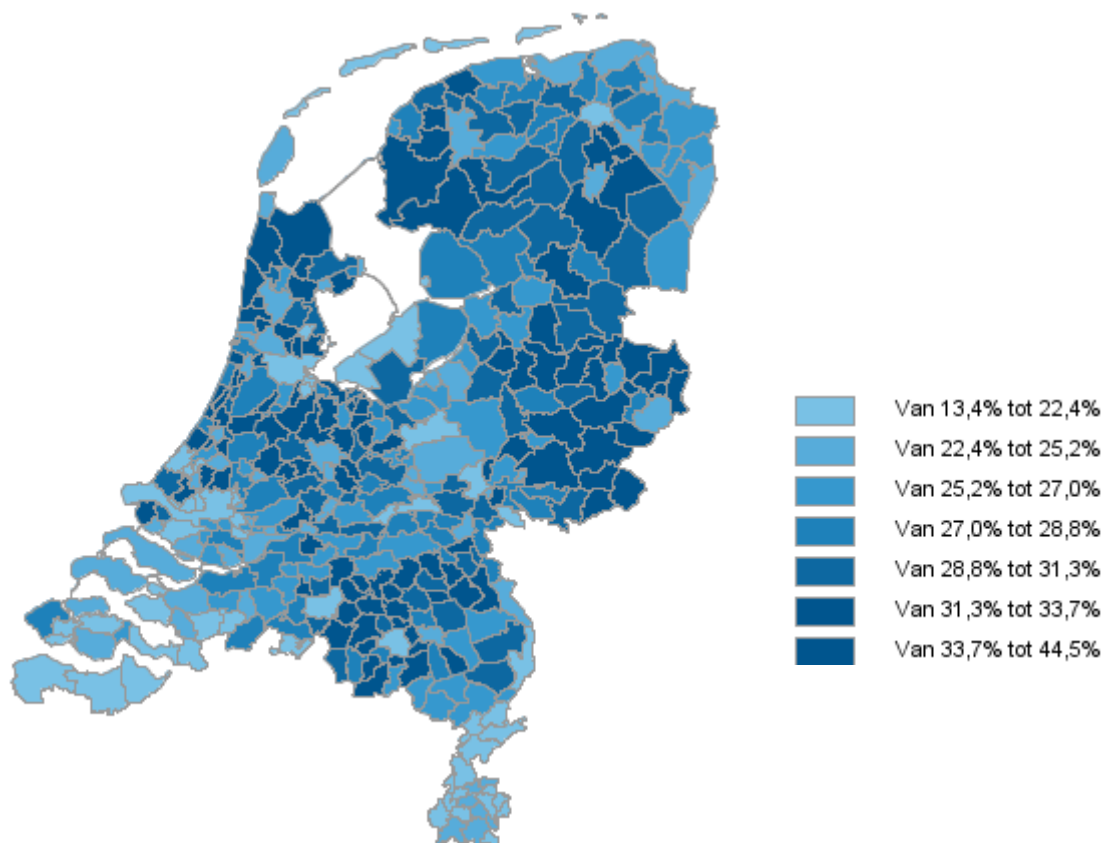 Van 13,4% tot 22,4%
Van 22,4% tot 25,2%
Van 25,2% tot 27,0%
Van 27,0% tot 28,8%
Van 28,8% tot 31,3%
Van 31,3% tot 33,7%
Van 33,7% tot 44,5%